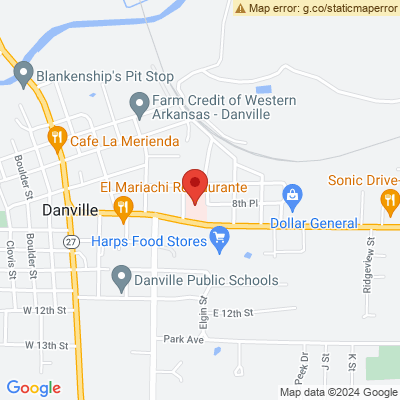 Map error: g.co/staticmaperror
Blankenship's Pit Stop
Farm Credit of Western
Arkansas - Danville
Cafe La Merienda
Boulder St
El Mariachi Restaurante
Sonic Drive-
8th Pl
Danville
Dollar General
Harps Food Stores
27
Clovis St
Boulder St
Ridgeview St
Danville Public Schools
W 12th St
Elgin St
E 12th St
Park Ave
W 13th St
Peek Dr
J St
K St
Google
Map data ©2024 Google